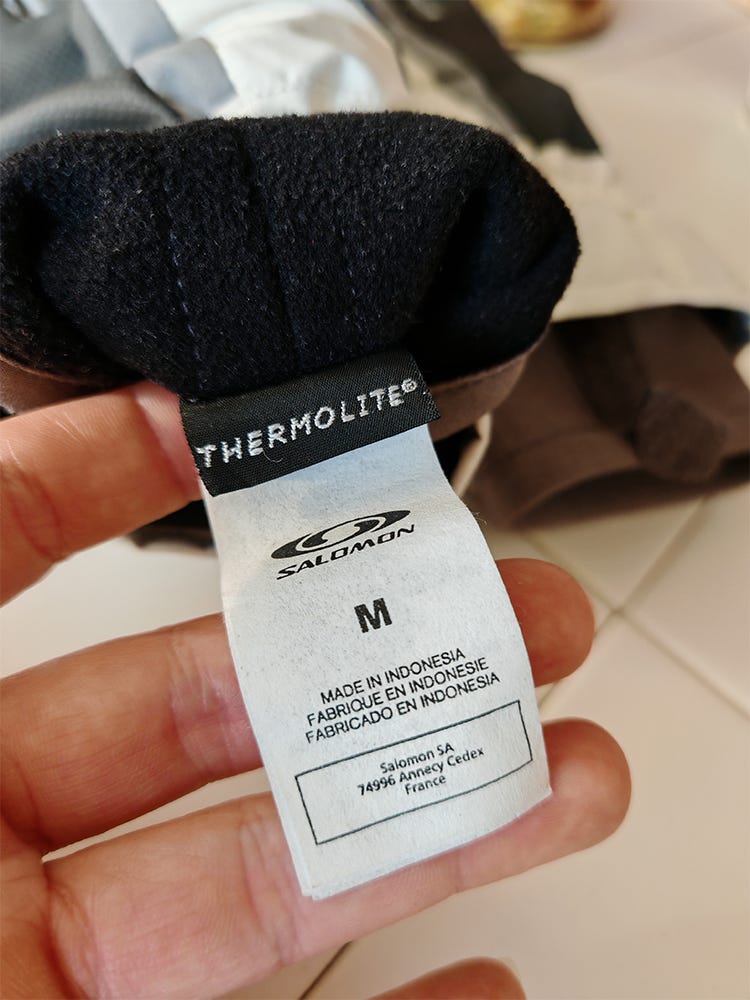 THERMOLITE®
SALOMON
M
MADE IN INDONESIA
FABRIQUE EN INDONESIE
FABRICADO EN INDONESIA
Salomon SA
74996 Annecy Cedex
France